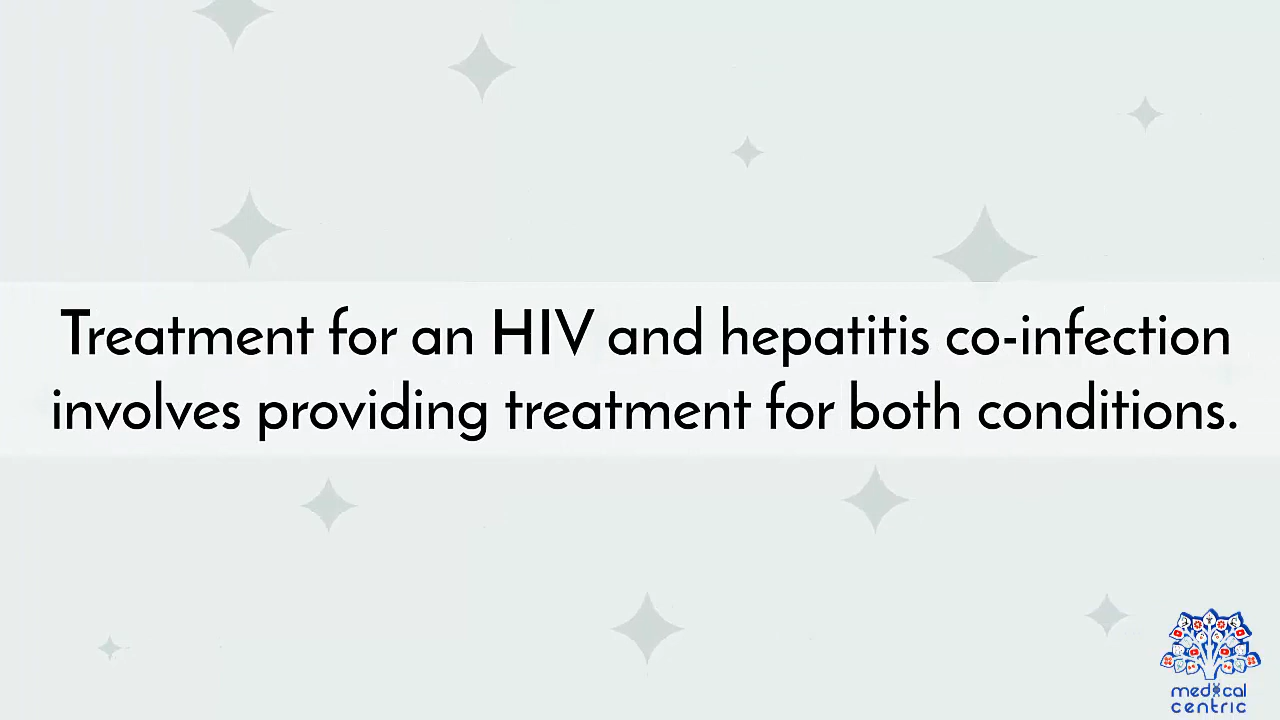 Treatment for an HIV and hepatitis co-infection
involves providing treatment for both conditions.
medical
centric